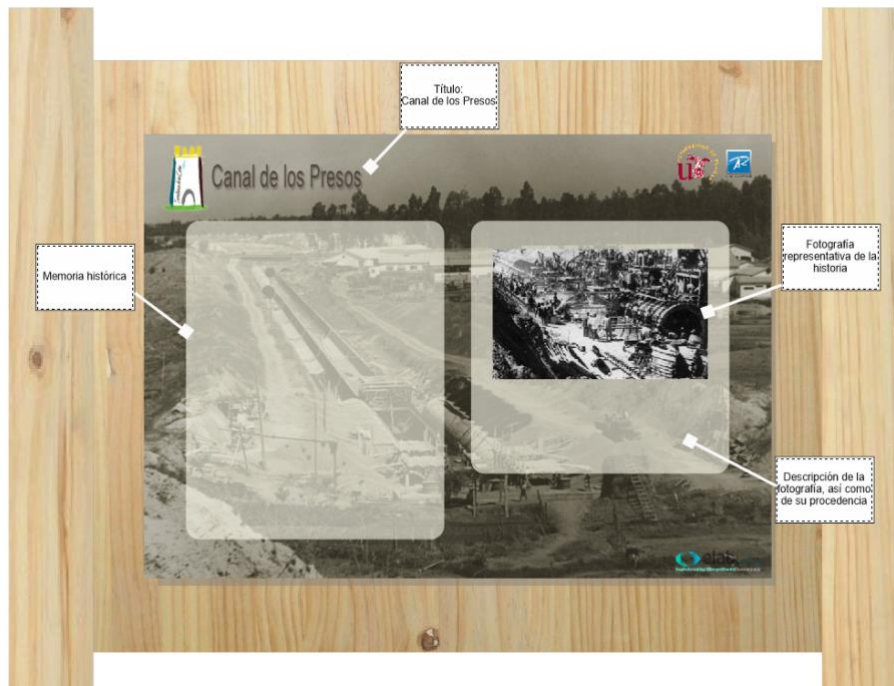 Título:
Canal de los Presos
Canal de los Presos
Memoria histórica
Fotografía
representativa de la
historia
Descripción de la
fotografía, así como
de su procedencia